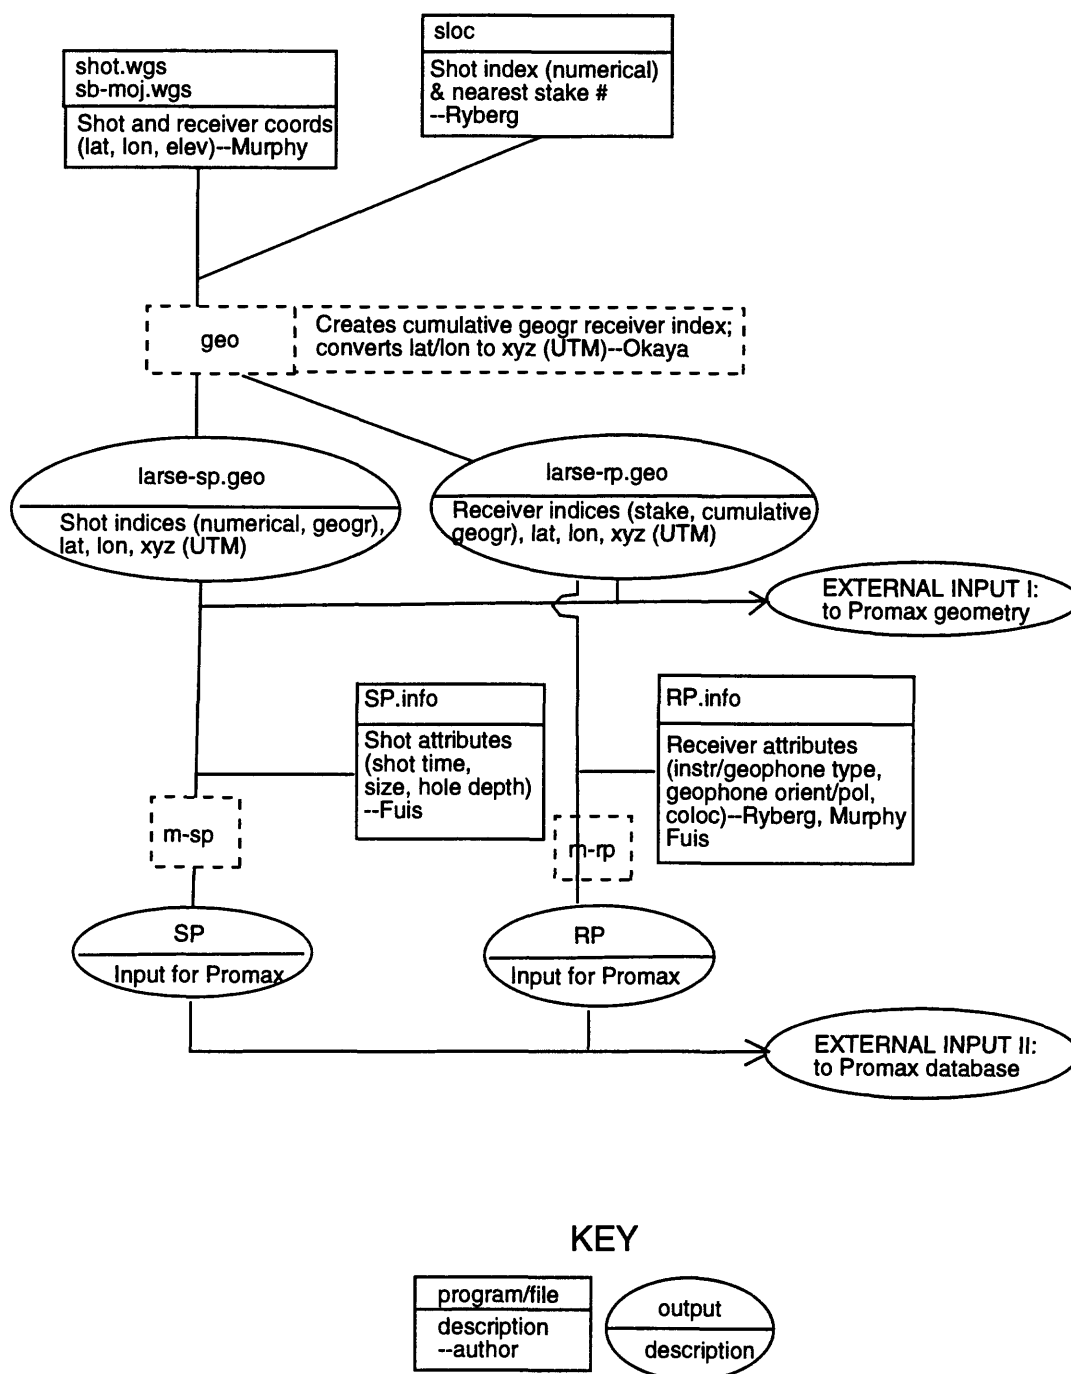 sloc
Shot index (numerical)
& nearest stake #
--Ryberg
shot.wgs
sb-moj.wgs
Shot and receiver coords
(lat, lon, elev)--Murphy
geo
Creates cumulative geogr receiver index;
converts lat/lon to xyz (UTM)--Okaya
larse-sp.geo
Shot indices (numerical, geogr),
lat, lon, xyz (UTM)
larse-rp.geo
Receiver indices (stake, cumulative
geogr), lat, lon, xyz (UTM)
EXTERNAL INPUT I:
to Promax geometry
SP.info
Shot attributes
(shot time,
size, hole depth)
--Fuis
RP.info
Receiver attributes
(instr/geophone type,
geophone orient/pol,
coloc)--Ryberg, Murphy
Fuis
m-sp
m-rp
SP
Input for Promax
RP
Input for Promax
EXTERNAL INPUT II:
to Promax database
KEY
program/file
description
--author
output
description